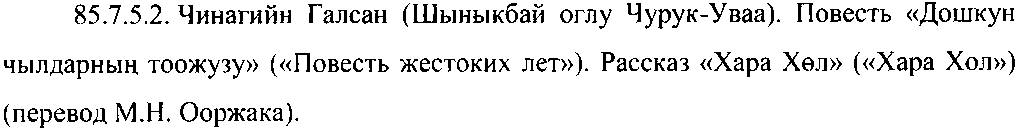 85.7.5.2. Чинагийн Галсан (Шыныкбай оглу Чурук-Уваа). Повесть «Дошкун
чылдарның тоожузу» («Повесть жестоких лет»). Рассказ «Хара Хөл» («Хара Хол»)
(перевод М.Н. Ооржака).